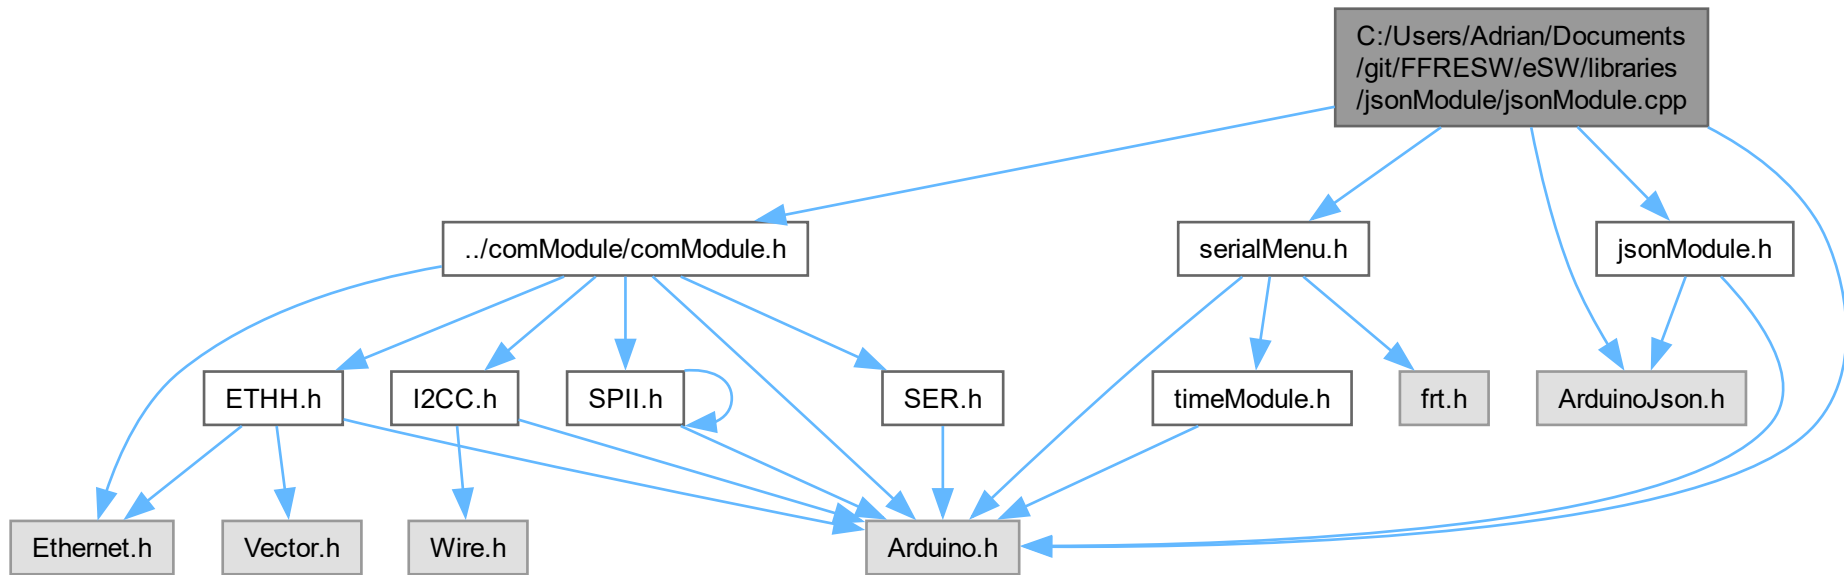 C:/Users/Adrian/Documents
/git/FFRESW/eSW/libraries
/jsonModule/jsonModule.cpp
../comModule/comModule.h
serialMenu.h
jsonModule.h
ETHH.h
I2CC.h
SPII.h
SER.h
timeModule.h
frt.h
ArduinoJson.h
Ethernet.h
Vector.h
Wire.h
Arduino.h